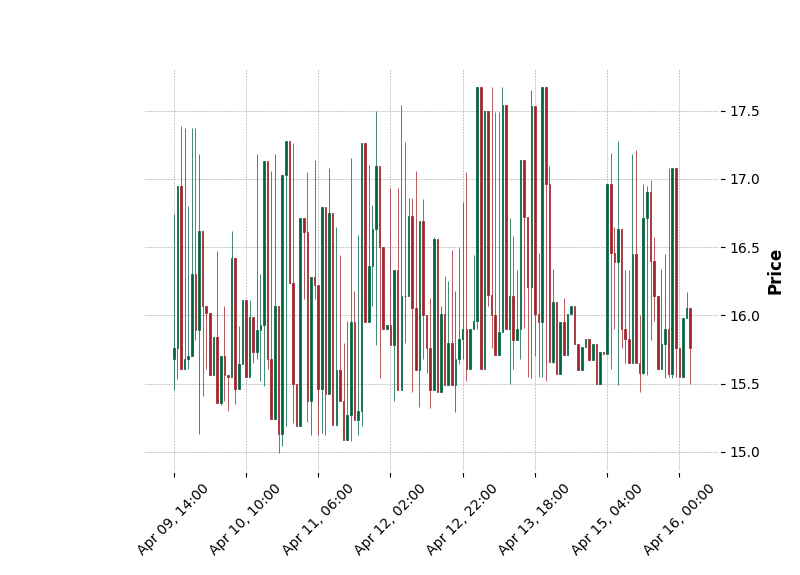 17.5
17.0
16.5
16.0
15.5
15.0
Price
Apr 09, 14:00
Apr 10, 10:00
Apr 11, 06:00
Apr 12, 02:00
Apr 12, 22:00
Apr 13, 18:00
Apr 15, 04:00
Apr 16, 00:00